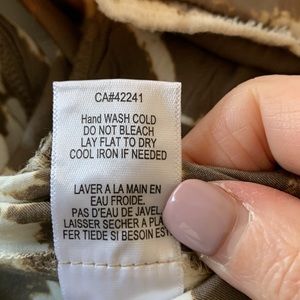 CA#42241
Hand WASH COLD
DO NOT BLEACH
LAY FLAT TO DRY
COOL IRON IF NEEDED
LAVER A LA MAIN EN
EAU FROIDE.
PAS D'EAU DE JAVEL
LAISSER SECHER A PLA
FER TIEDE SI BESOIN EST